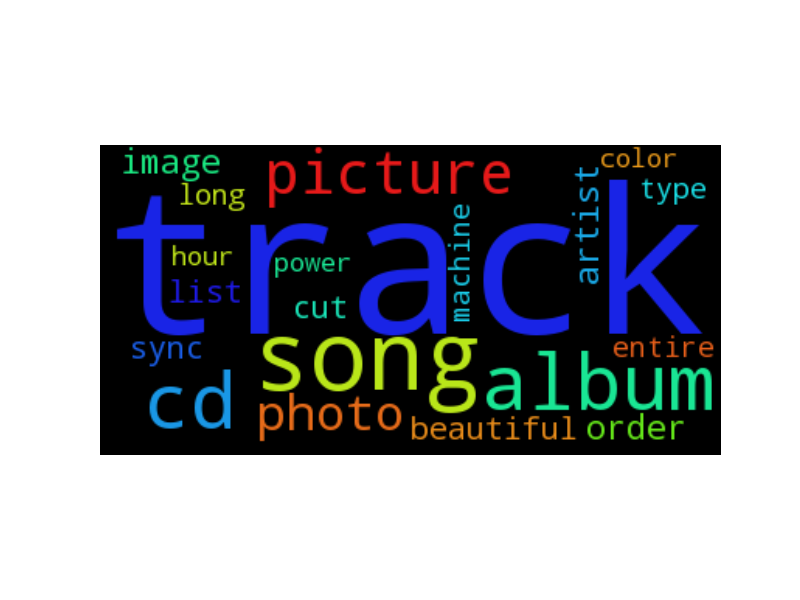 image
picture
color
long
artist
type
track
machine
hour
power
list
cut
sync
song
entire
cd
album
photo
beautiful
order